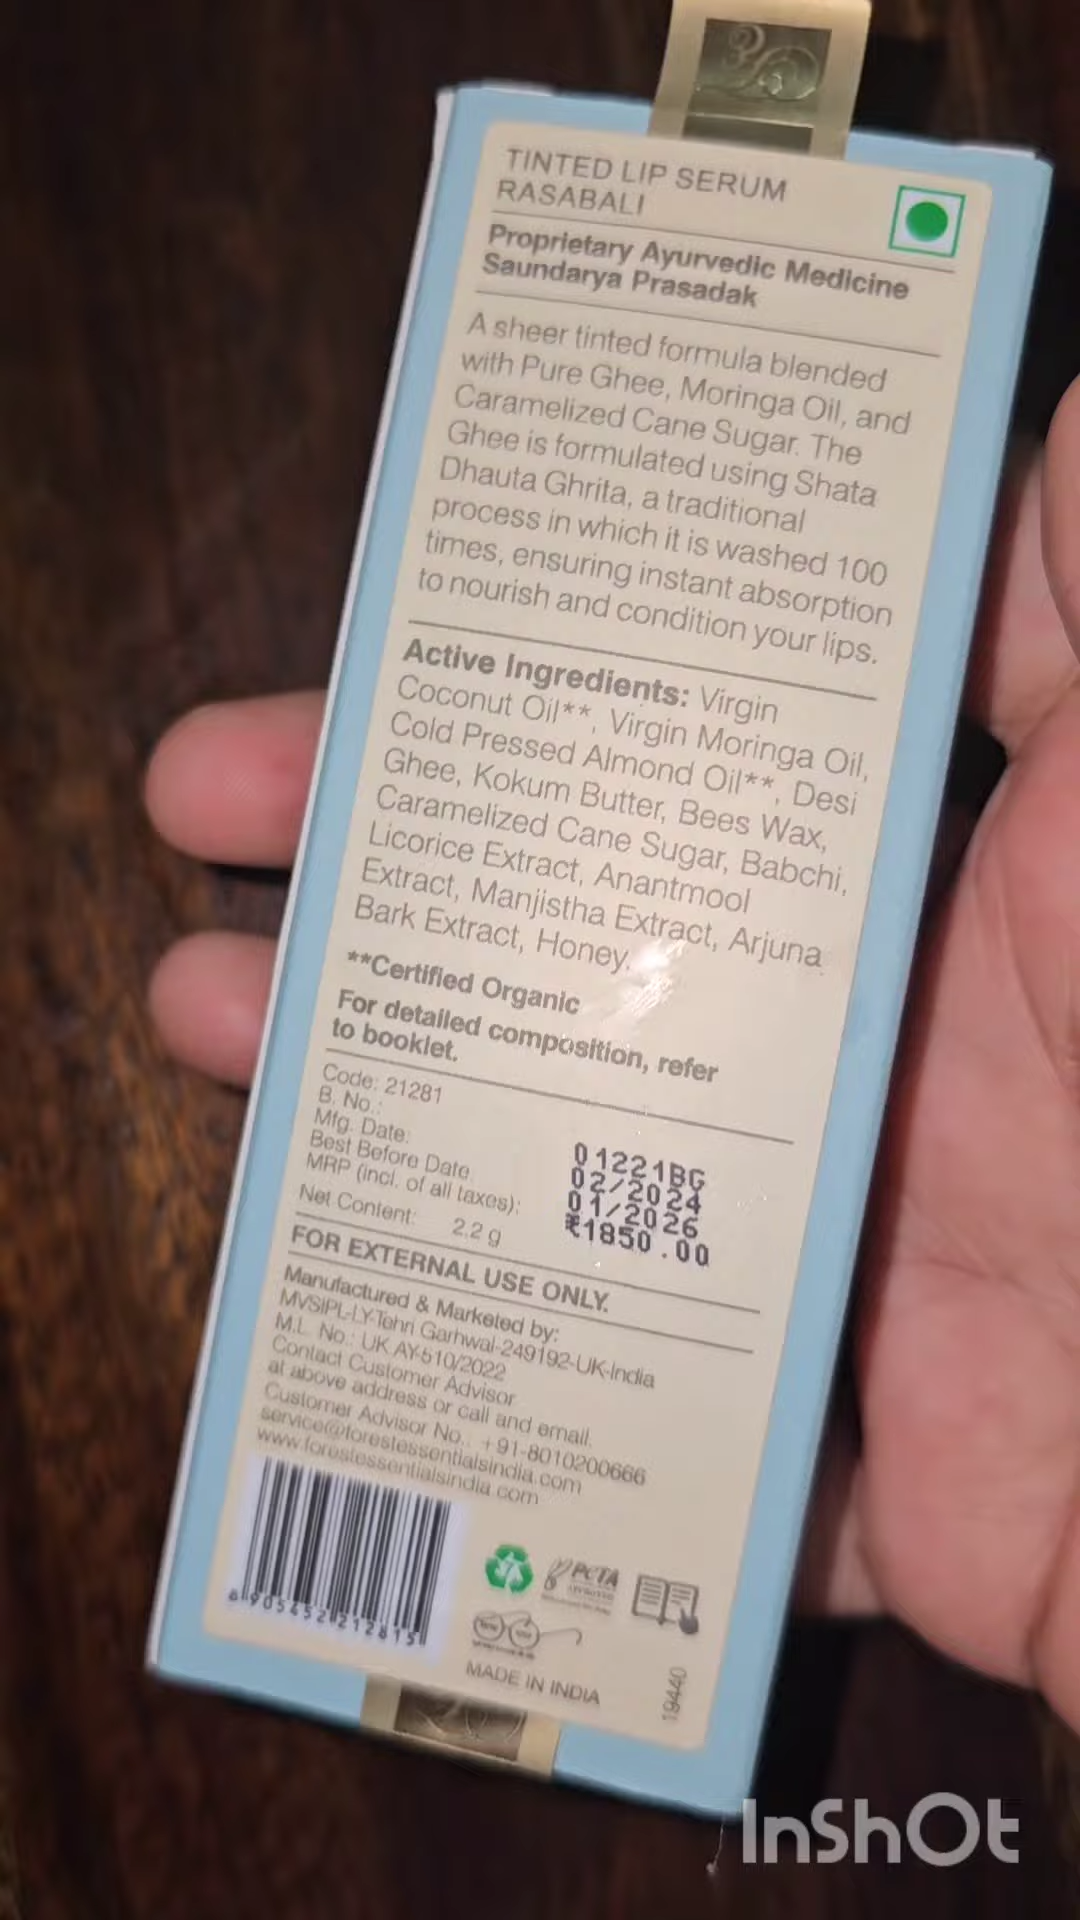 TINTED LIP SERUM
RASABALI
Proprietary Ayurvedic Medicine
Saundarya Prasadak
A sheer tinted formula blended
with Pure Ghee, Moringa Oil, and
Caramelized Cane Sugar. The
Ghee is formulated using Shata
Dhauta Ghrita, a traditional
process in which it is washed 100
times, ensuring instant absorption
to nourish and condition your lips.
Active Ingredients: Virgin
Coconut Oil**, Virgin Moringa Oil,
Cold Pressed Almond Oil**, Desi
Ghee, Kokum Butter, Bees Wax,
Caramelized Cane Sugar, Babchi,
Licorice Extract, Anantmool
Extract, Manjistha Extract, Arjuna
Bark Extract, Honey.
**Certified Organic
For detailed composition, refer
to booklet.
Code: 21281
B. No.: 01221BG
Mfg. Date: 02/2024
Best Before Date: 01/2026
MRP (incl. of all taxes): ₹1850.00
Net Content: 2.2 g
FOR EXTERNAL USE ONLY.
Manufactured & Marketed by:
MVSIPL-LY-Tehri Garhwal-249192-UK-India
M.L. No.: UK AY-510/2022
Contact Customer Advisor
at above address or call and email.
Customer Advisor No.: +91-8010200666
service@forestessentialsindia.com
www.forestessentialsindia.com
8 905452 212815
PETA
APPROVED
MADE IN INDIA
19440
InShOt